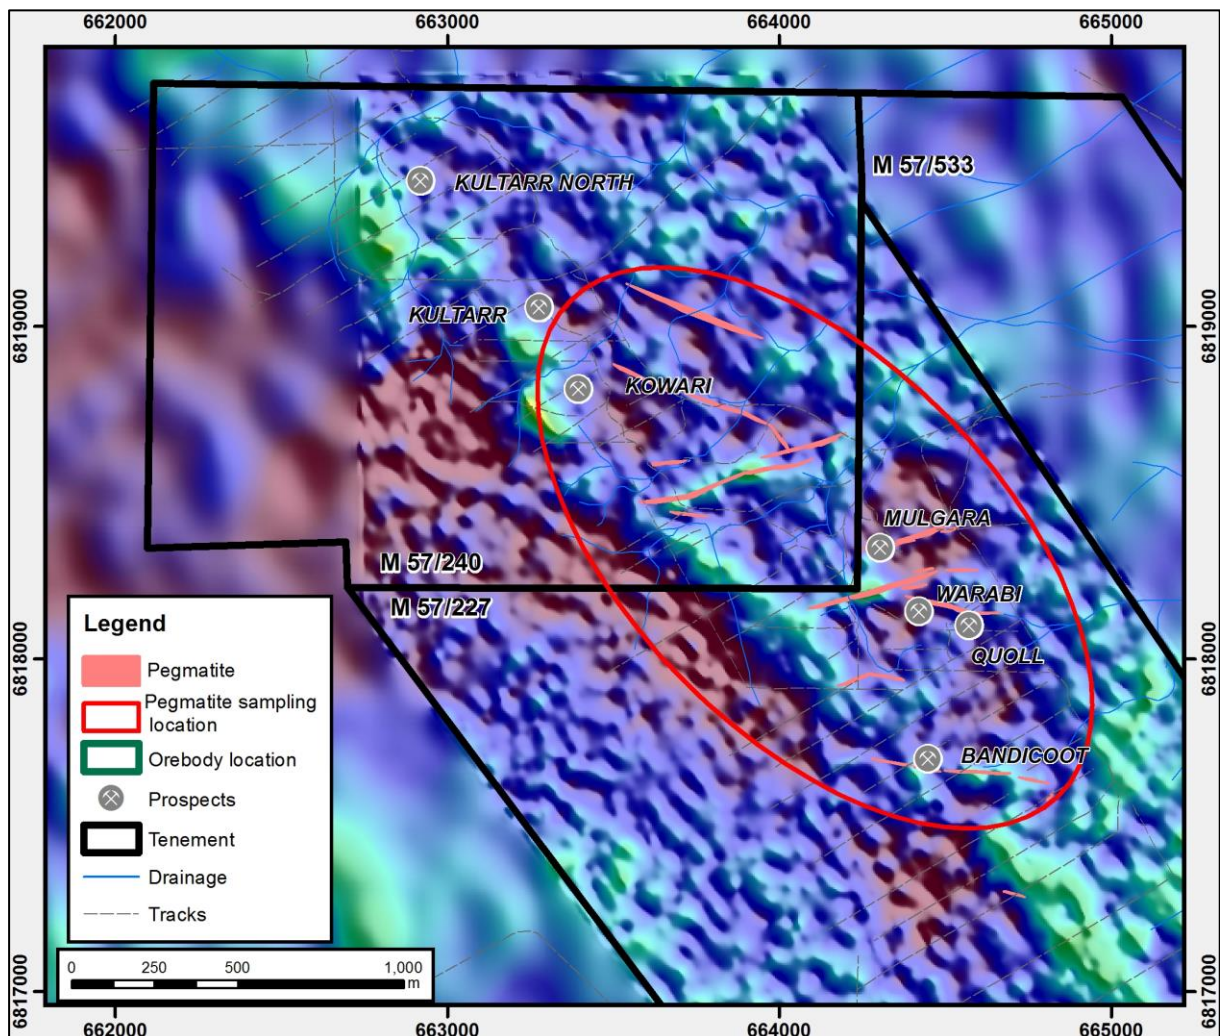 662000
663000
664000
665000
M 57/533
KULTARR NORTH
6819000
KULTARR
6819000
KOWARI
MULGARA
M 57/240
M 57/227
WARABI
QUOLL
6818000
6818000
BANDICOOT
Legend
Pegmatite
Pegmatite sampling
location
Orebody location
Prospects
Tenement
Drainage
Tracks
0 250 500 1,000
m
6817000
6817000
662000
663000
664000
665000